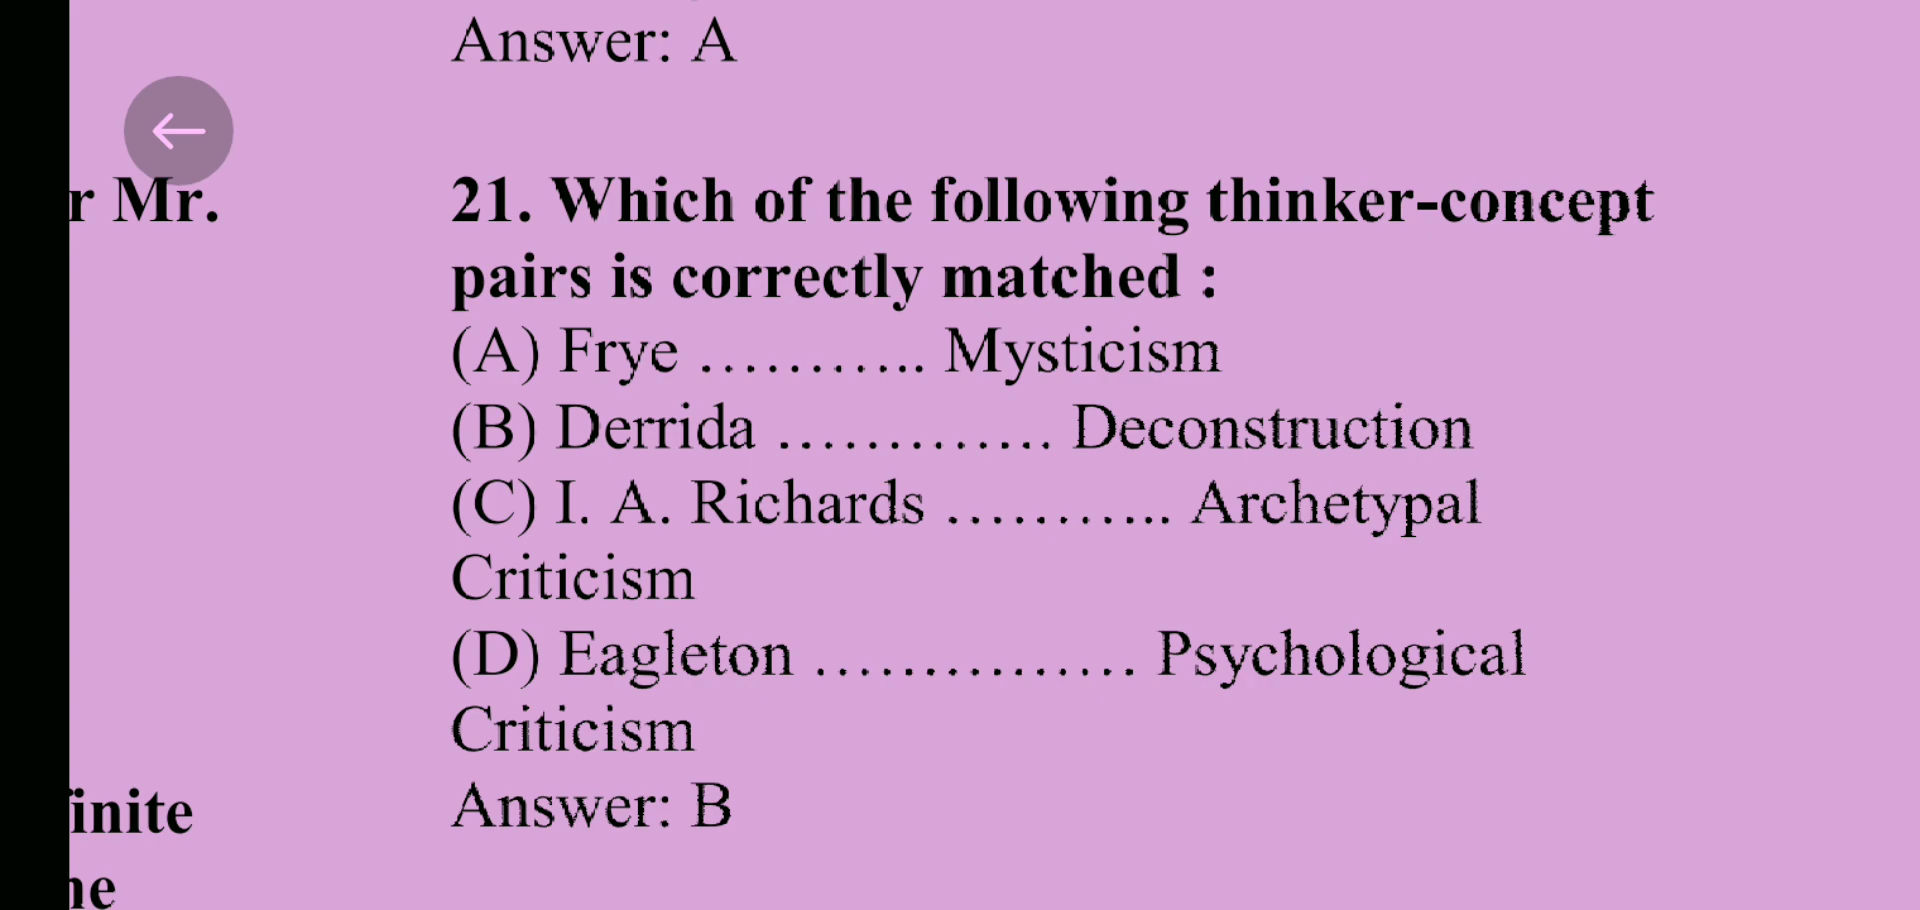 Answer: A
r Mr.
21. Which of the following thinker-concept
pairs is correctly matched :
(A) Frye ……….. Mysticism
(B) Derrida …………. Deconstruction
(C) I. A. Richards ……….. Archetypal
Criticism
(D) Eagleton …………… Psychological
Criticism
inite
Answer: B
he